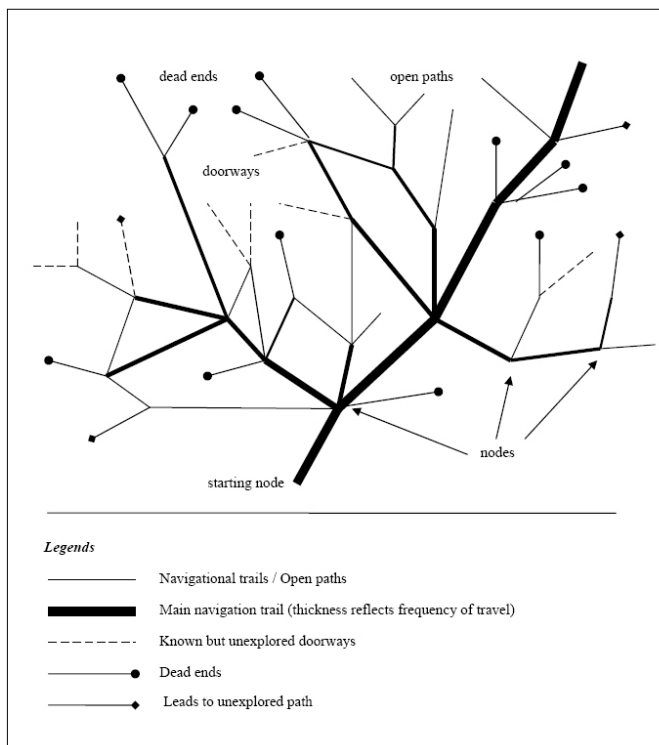 dead ends
open paths
doorways
nodes
starting node
Legends
Navigational trails / Open paths
Main navigation trail (thickness reflects frequency of travel)
Known but unexplored doorways
Dead ends
Leads to unexplored path